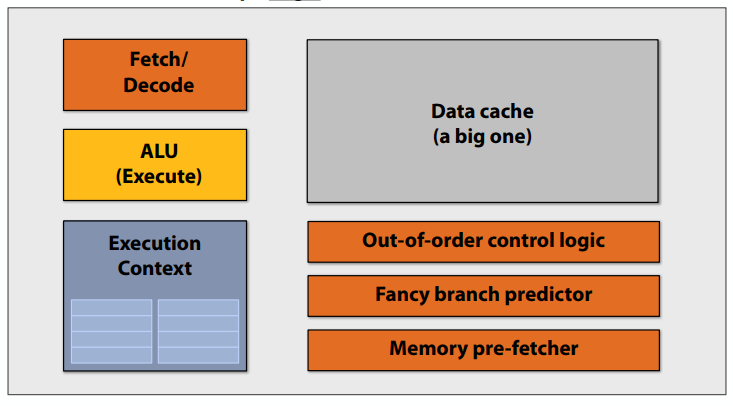 Fetch/
Decode
ALU
(Execute)
Execution
Context
Data cache
(a big one)
Out-of-order control logic
Fancy branch predictor
Memory pre-fetcher